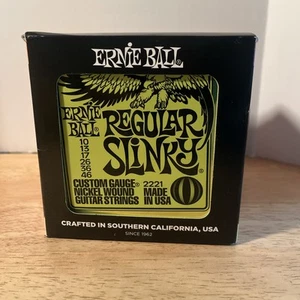 ERNIE BALL®
ERNIE
BALL
REGULAR
SLINKY®
10
13
17
26
36
46
CUSTOM GAUGE® 2221
NICKEL WOUND MADE
GUITAR STRINGS IN USA
CRAFTED IN SOUTHERN CALIFORNIA, USA
SINCE 1962